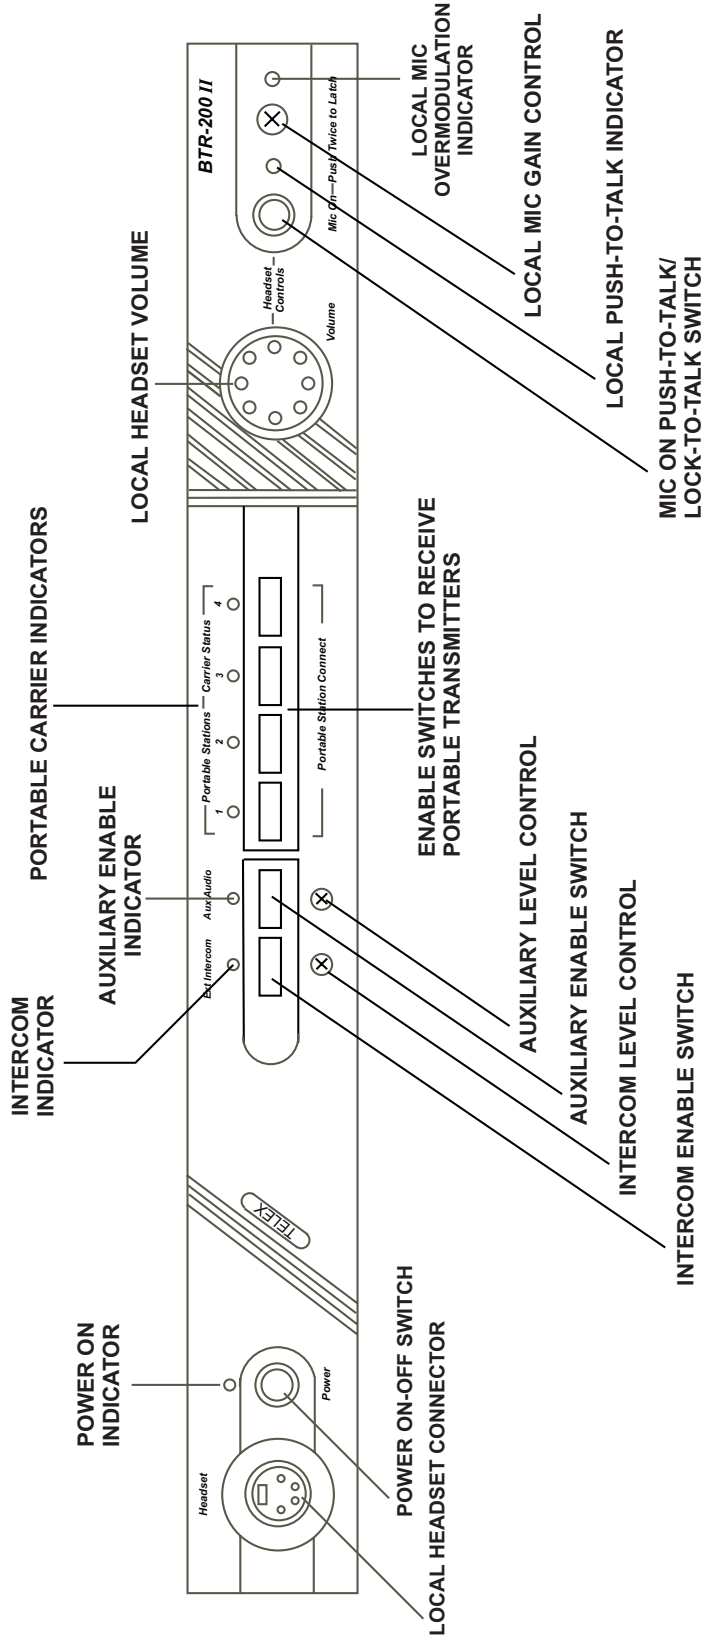 INTERCOM
INDICATOR
POWER ON
INDICATOR
AUXILIARY ENABLE
INDICATOR
PORTABLE CARRIER INDICATORS
LOCAL HEADSET VOLUME
Headset
Power
TELEX
Ext Intercom
Aux Audio
Portable Stations
Carrier Status
1
2
3
4
Portable Station Connect
Volume
Headset
Controls
BTR-200 II
Mic On—Push Twice to Latch
LOCAL HEADSET CONNECTOR
POWER ON-OFF SWITCH
INTERCOM ENABLE SWITCH
INTERCOM LEVEL CONTROL
AUXILIARY ENABLE SWITCH
AUXILIARY LEVEL CONTROL
ENABLE SWITCHES TO RECEIVE
PORTABLE TRANSMITTERS
MIC ON PUSH-TO-TALK/
LOCK-TO-TALK SWITCH
LOCAL PUSH-TO-TALK INDICATOR
LOCAL MIC GAIN CONTROL
LOCAL MIC
OVERMODULATION
INDICATOR